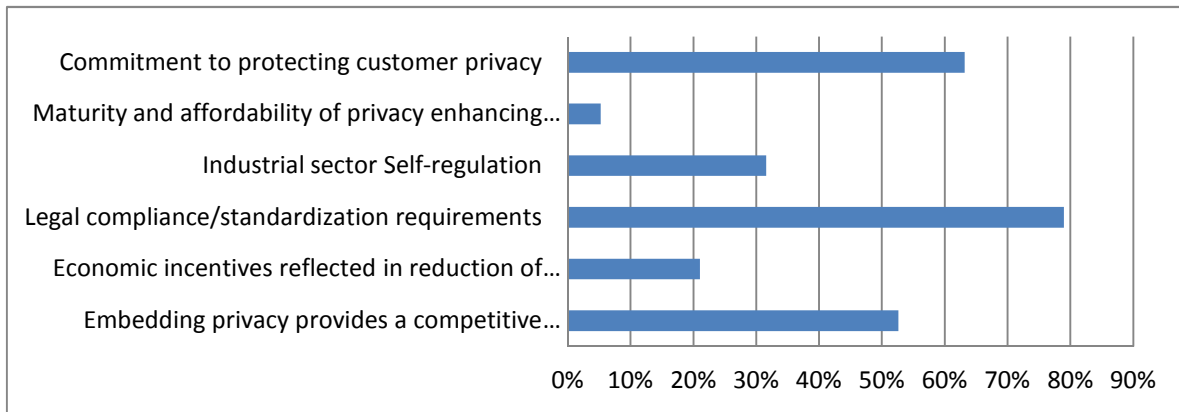 Commitment to protecting customer privacy
Maturity and affordability of privacy enhancing…
Industrial sector Self-regulation
Legal compliance/standardization requirements
Economic incentives reflected in reduction of…
Embedding privacy provides a competitive…
0% 10% 20% 30% 40% 50% 60% 70% 80% 90%